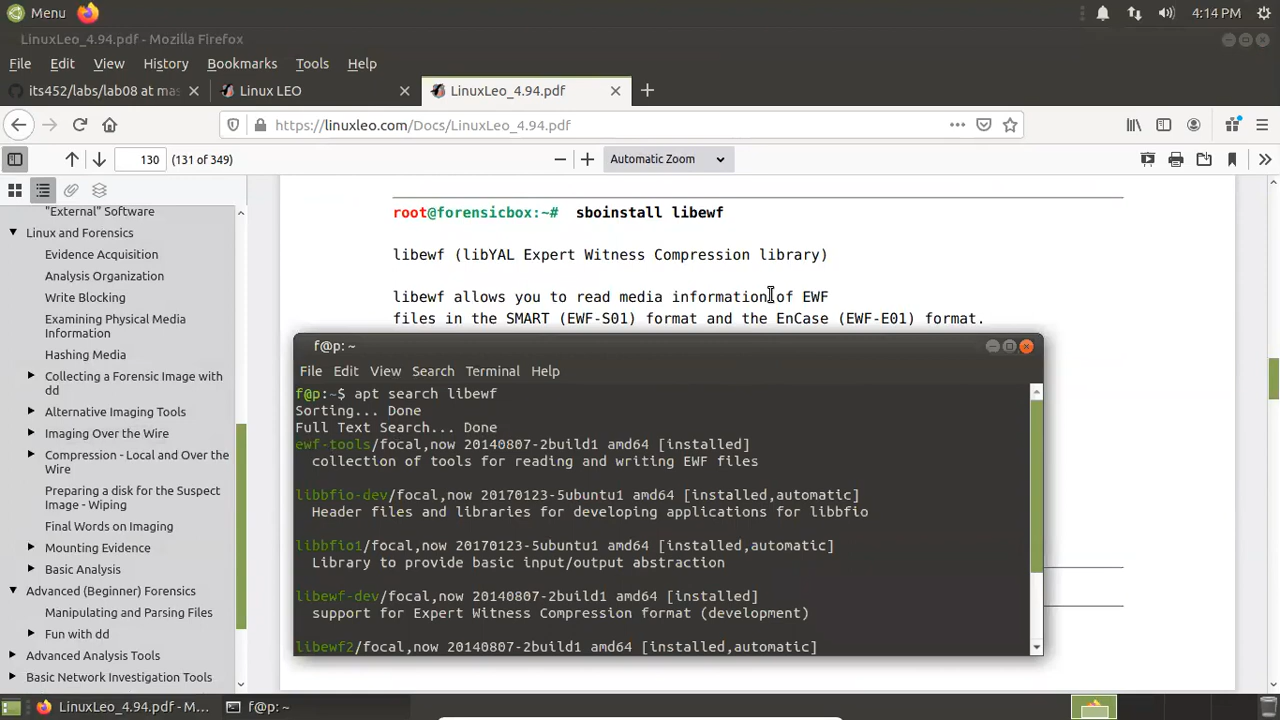 Menu
4:14 PM
LinuxLeo_4.94.pdf - Mozilla Firefox
File Edit View History Bookmarks Tools Help
its452/labs/lab08 at mas
Linux LEO
LinuxLeo_4.94.pdf
https://linuxleo.com/Docs/LinuxLeo_4.94.pdf
130 (131 of 349)
Automatic Zoom
"External" Software
Linux and Forensics
Evidence Acquisition
Analysis Organization
Write Blocking
Examining Physical Media
Information
Hashing Media
Collecting a Forensic Image with
dd
Alternative Imaging Tools
Imaging Over the Wire
Compression - Local and Over the
Wire
Preparing a disk for the Suspect
Image - Wiping
Final Words on Imaging
Mounting Evidence
Basic Analysis
Advanced (Beginner) Forensics
Manipulating and Parsing Files
Fun with dd
Advanced Analysis Tools
Basic Network Investigation Tools
root@forensicbox:~# sboinstall libewf
libewf (libYAL Expert Witness Compression library)
libewf allows you to read media information of EWF
files in the SMART (EWF-S01) format and the EnCase (EWF-E01) format.
f@p: ~
File Edit View Search Terminal Help
f@p:~$ apt search libewf
Sorting... Done
Full Text Search... Done
ewf-tools/focal,now 20140807-2build1 amd64 [installed]
collection of tools for reading and writing EWF files
libbfio-dev/focal,now 20170123-5ubuntu1 amd64 [installed,automatic]
Header files and libraries for developing applications for libbfio
libbfio1/focal,now 20170123-5ubuntu1 amd64 [installed,automatic]
Library to provide basic input/output abstraction
libewf-dev/focal,now 20140807-2build1 amd64 [installed]
support for Expert Witness Compression format (development)
libewf2/focal,now 20140807-2build1 amd64 [installed,automatic]
LinuxLeo_4.94.pdf - M...
f@p: ~